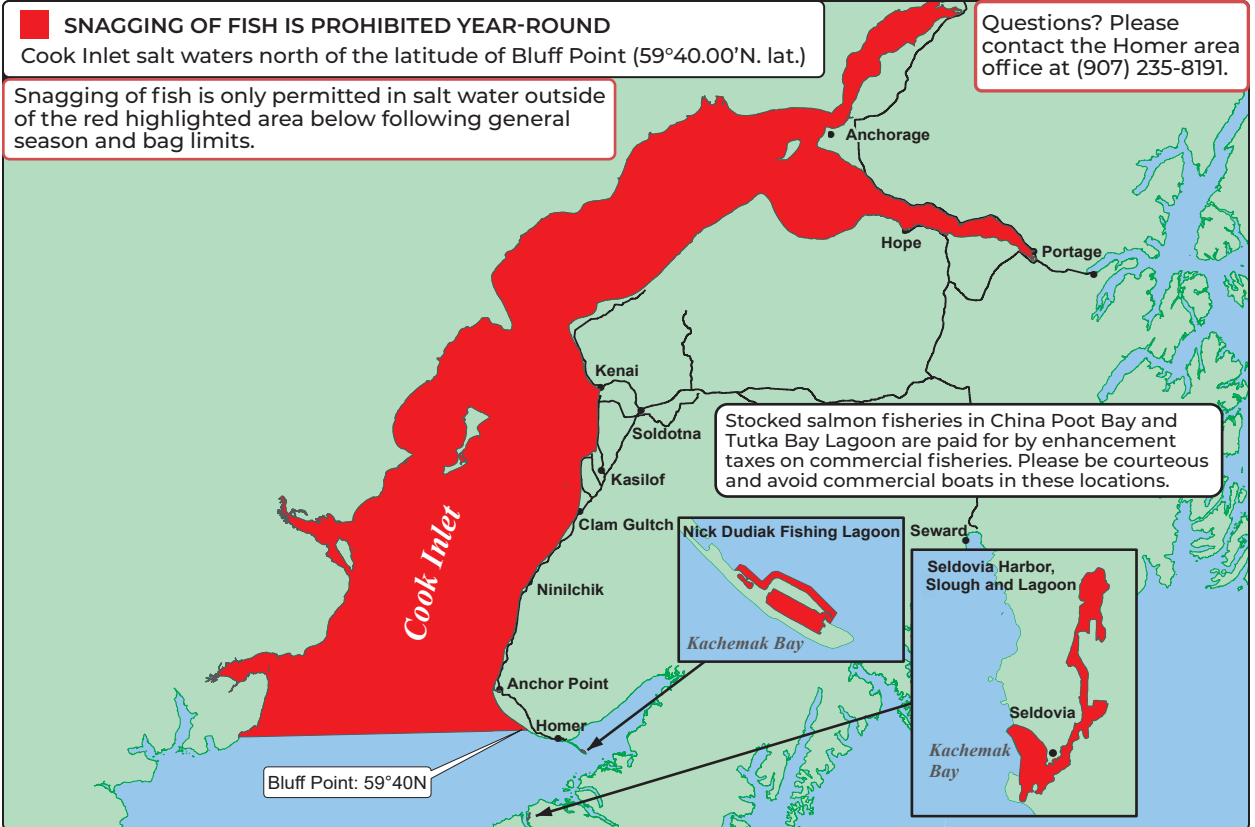 SNAGGING OF FISH IS PROHIBITED YEAR-ROUND
Cook Inlet salt waters north of the latitude of Bluff Point (59°40.00'N. lat.)
Questions? Please
contact the Homer area
office at (907) 235-8191.
Snagging of fish is only permitted in salt water outside
of the red highlighted area below following general
season and bag limits.
Anchorage
Hope
Portage
Kenai
Soldotna
Stocked salmon fisheries in China Poot Bay and
Tutka Bay Lagoon are paid for by enhancement
taxes on commercial fisheries. Please be courteous
and avoid commercial boats in these locations.
Kasilof
Clam Gultch
Cook Inlet
Ninilchik
Nick Dudiak Fishing Lagoon
Kachemak Bay
Seward
Seldovia Harbor,
Slough and Lagoon
Seldovia
Kachemak
Bay
Anchor Point
Homer
Bluff Point: 59°40N